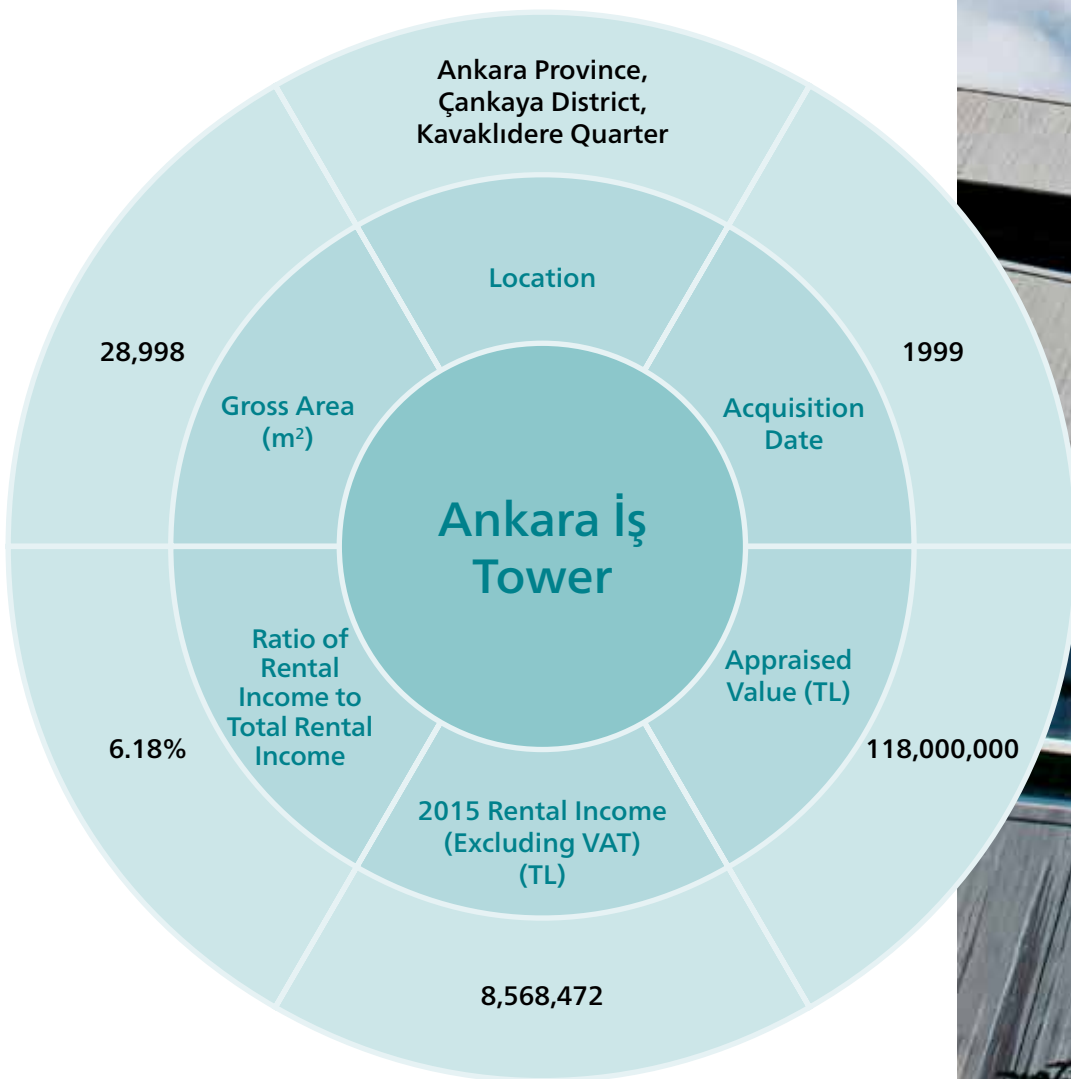 Ankara İş
Tower
Location
Ankara Province,
Çankaya District,
Kavaklıdere Quarter
Acquisition
Date
1999
Appraised
Value (TL)
118,000,000
2015 Rental Income
(Excluding VAT)
(TL)
8,568,472
Ratio of
Rental
Income to
Total Rental
Income
6.18%
Gross Area
(m²)
28,998